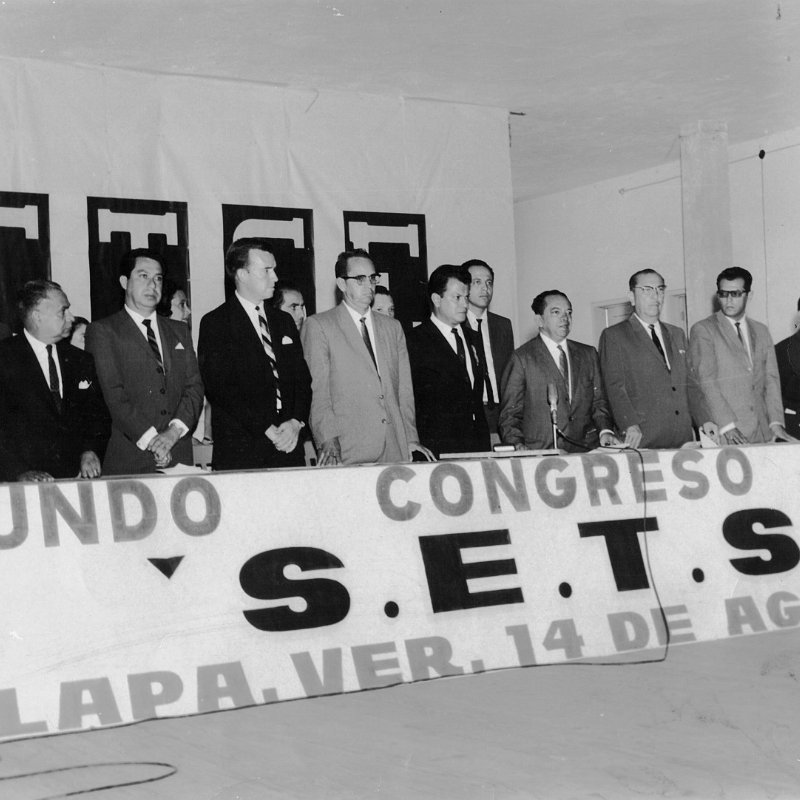 UNDO CONGRESO
S.E.T.S
LAPA, VER. 14 DE AG